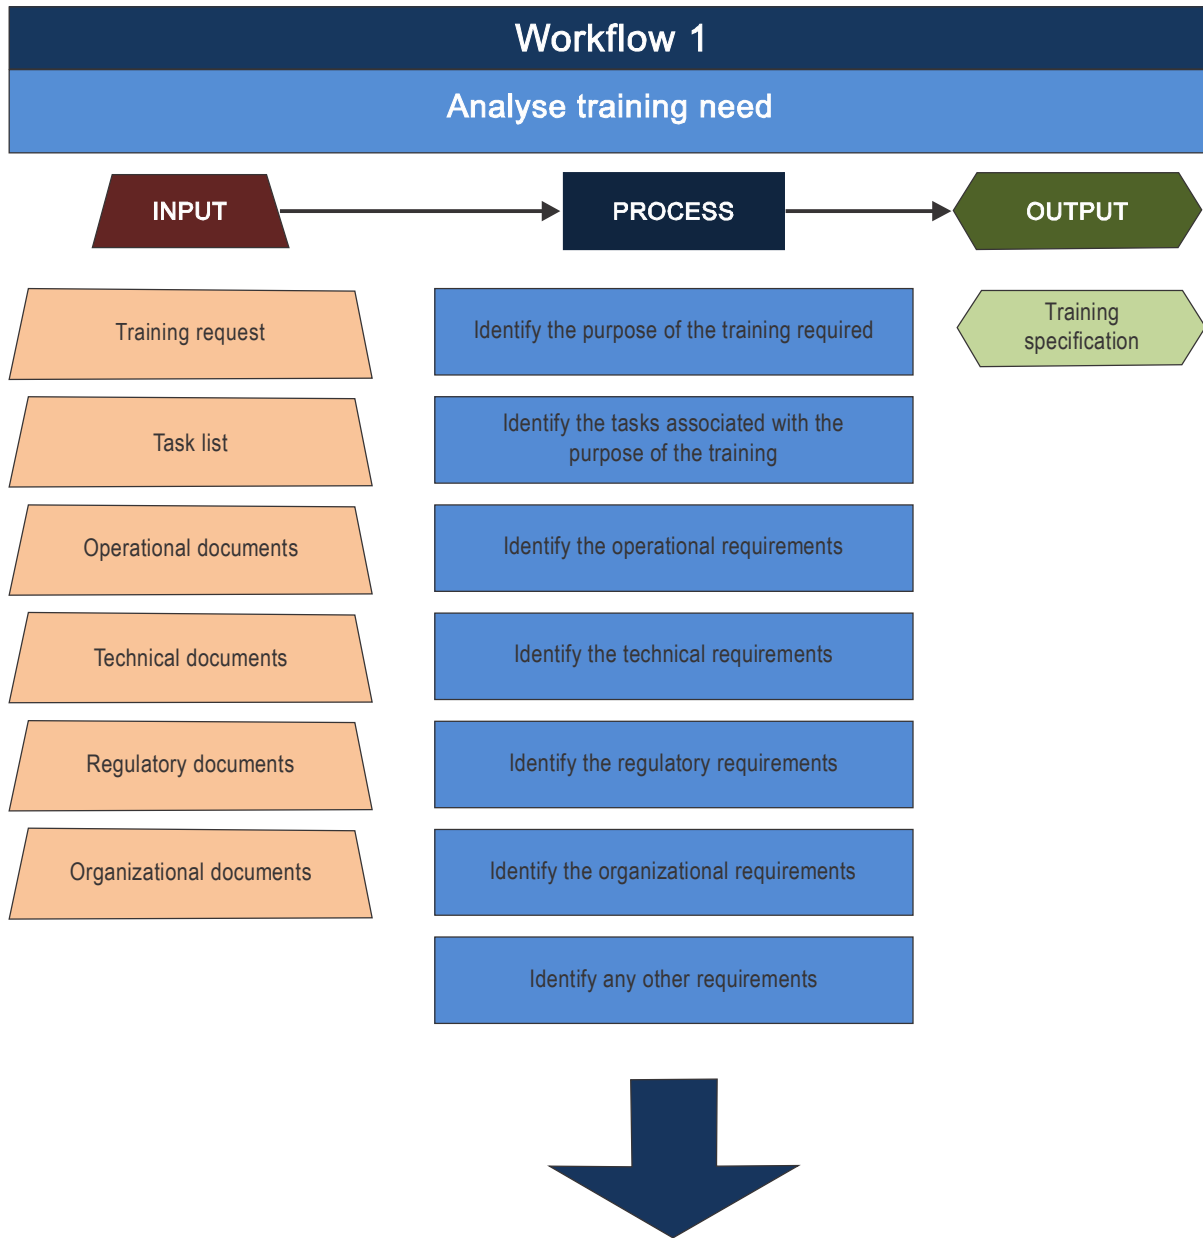 Workflow 1
Analyse training need
INPUT
PROCESS
OUTPUT
Training request
Identify the purpose of the training required
Training
specification
Task list
Identify the tasks associated with the
purpose of the training
Operational documents
Identify the operational requirements
Technical documents
Identify the technical requirements
Regulatory documents
Identify the regulatory requirements
Organizational documents
Identify the organizational requirements
Identify any other requirements